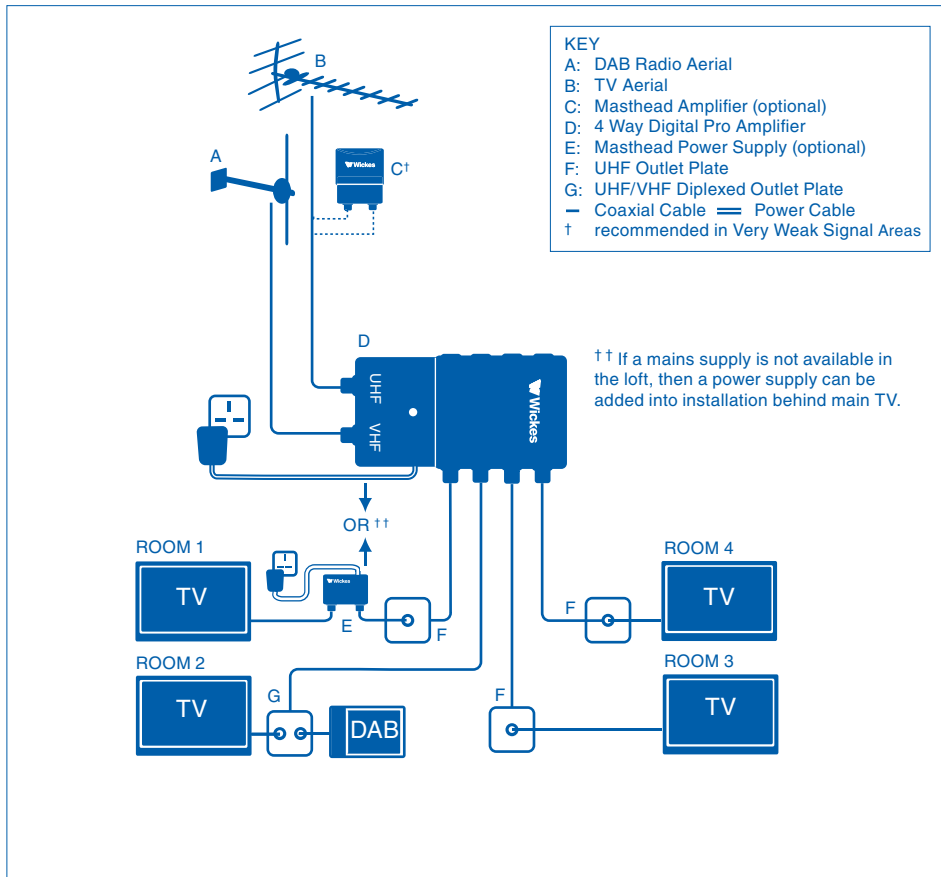 KEY
A: DAB Radio Aerial
B: TV Aerial
C: Masthead Amplifier (optional)
D: 4 Way Digital Pro Amplifier
E: Masthead Power Supply (optional)
F: UHF Outlet Plate
G: UHF/VHF Diplexed Outlet Plate
Coaxial Cable Power Cable
† recommended in Very Weak Signal Areas
B
A
Wickes
C†
D
UHF
VHF
Wickes
†† If a mains supply is not available in
the loft, then a power supply can be
added into installation behind main TV.
OR ††
ROOM 1
TV
Wickes
E
F
ROOM 2
TV
G
DAB
ROOM 4
TV
F
ROOM 3
TV
F